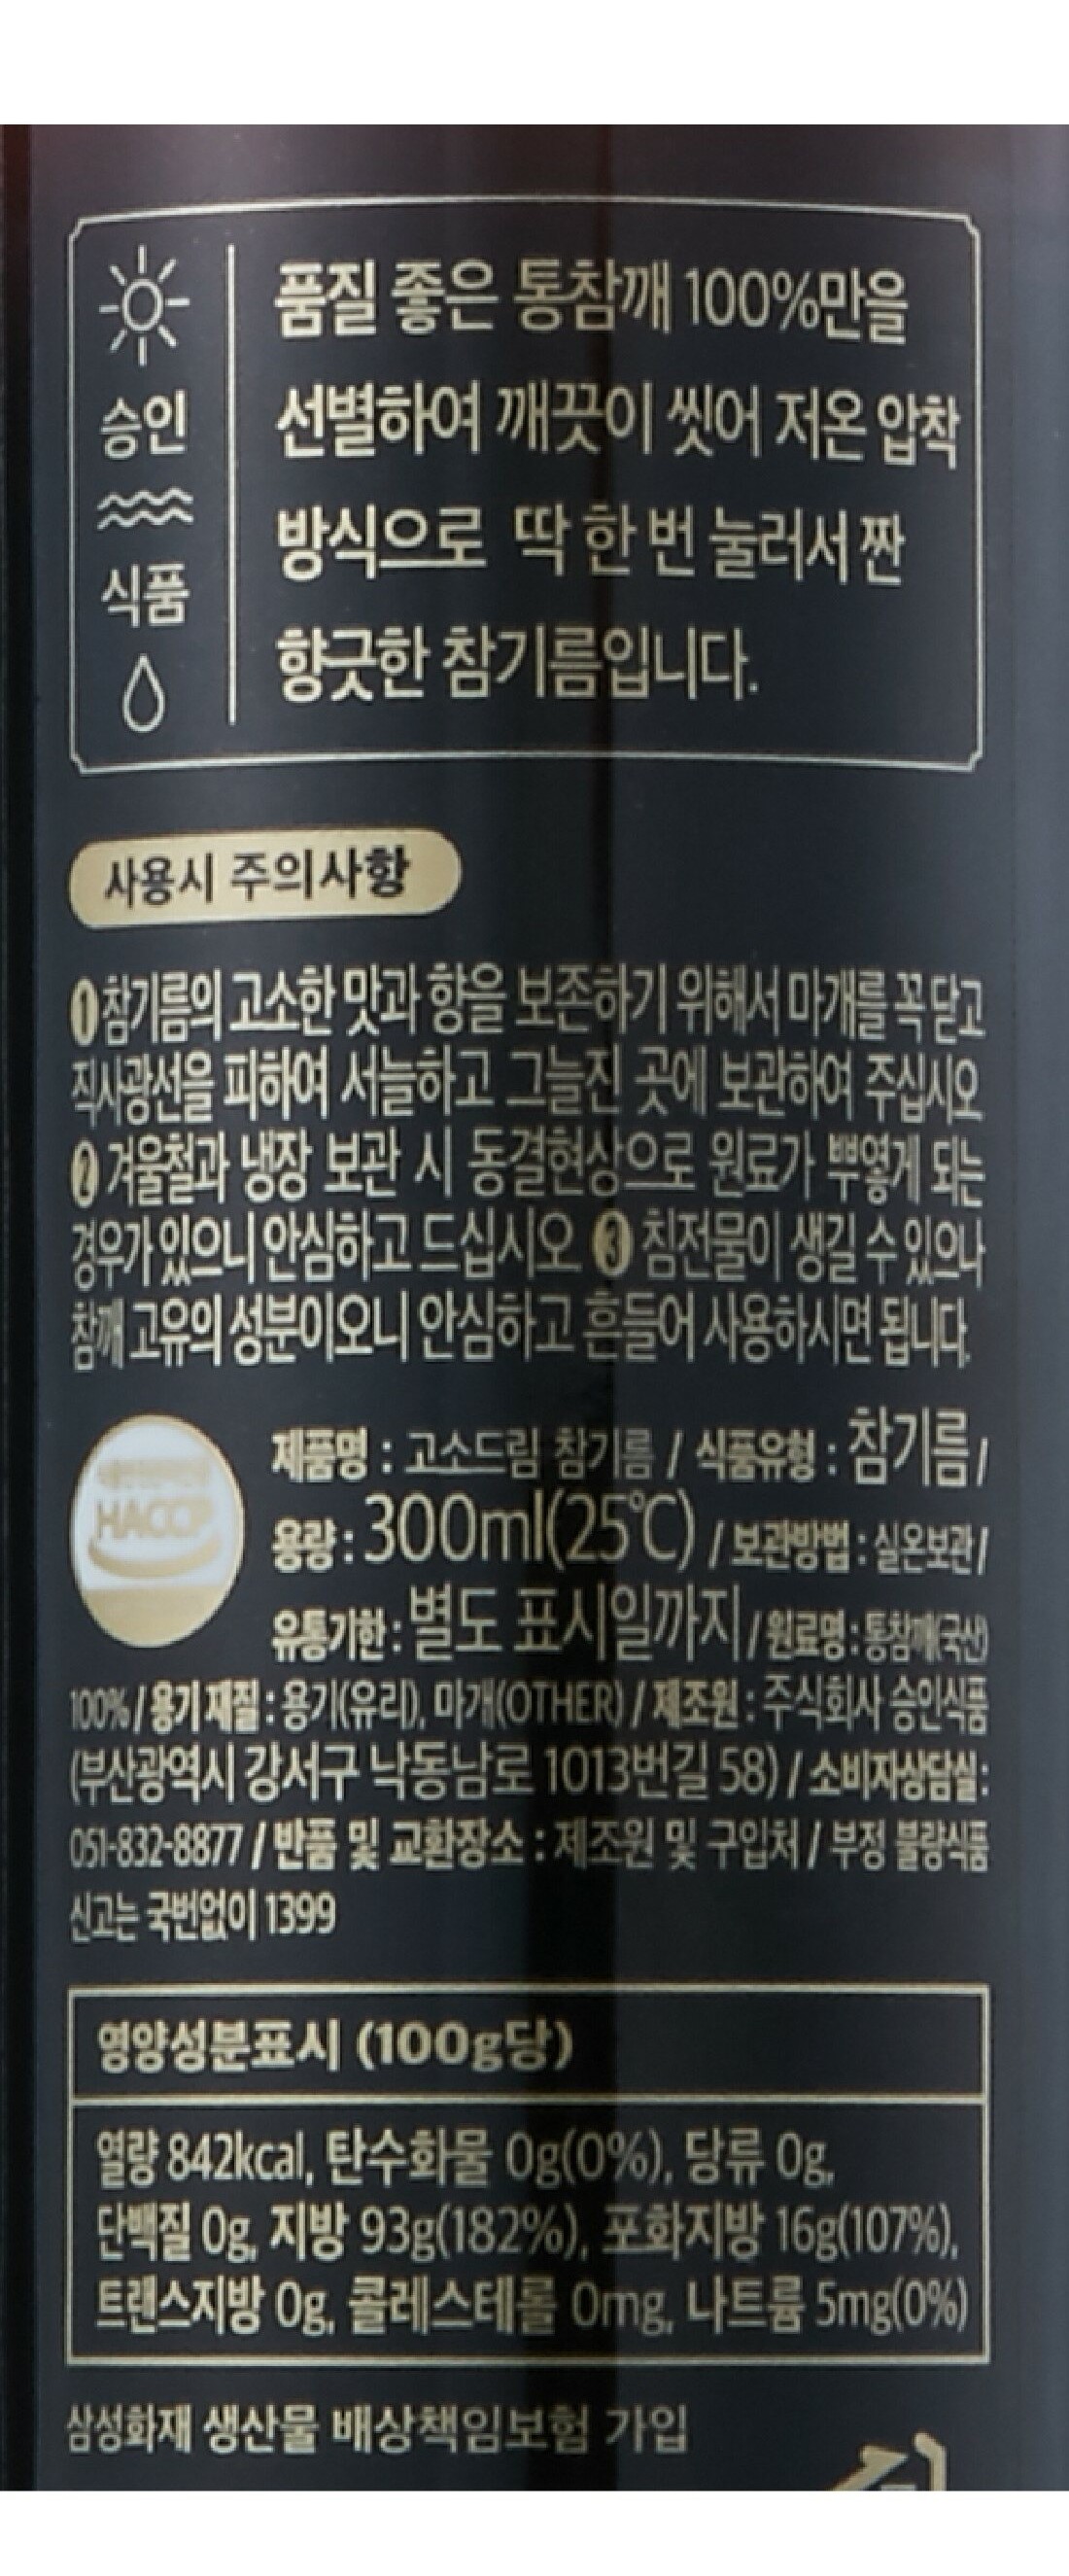 품질 좋은 통참깨 100%만을
선별하여 깨끗이 씻어 저온 압착
방식으로 딱 한 번 눌러서 짠
향긋한 참기름입니다.
승인
식품
사용시 주의사항
❶ 참기름의 고소한 맛과 향을 보존하기 위해서 마개를 꼭 닫고
직사광선을 피하여 서늘하고 그늘진 곳에 보관하여 주십시오
❷ 겨울철과 냉장 보관 시 동결현상으로 원료가 뿌옇게 되는
경우가 있으니 안심하고 드십시오 ❸ 침전물이 생길 수 있으나
참깨 고유의 성분이오니 안심하고 흔들어 사용하시면 됩니다.
HACCP
제품명 : 고소드림 참기름 / 식품유형 : 참기름 /
용량 : 300ml(25℃) / 보관방법 : 실온보관 /
유통기한 : 별도 표시일까지 / 원료명 : 통참깨(국산)
100% / 용기 재질 : 용기(유리), 마개(OTHER) / 제조원 : 주식회사 승인식품
(부산광역시 강서구 낙동남로 1013번길 58) / 소비자상담실:
051-832-8877 / 반품 및 교환장소 : 제조원 및 구입처 / 부정 불량식품
신고는 국번없이 1399
영양성분표시 (100g당)
열량 842kcal, 탄수화물 0g(0%), 당류 0g,
단백질 0g, 지방 93g(182%), 포화지방 16g(107%),
트랜스지방 0g, 콜레스테롤 0mg, 나트륨 5mg(0%)
삼성화재 생산물 배상책임보험 가입